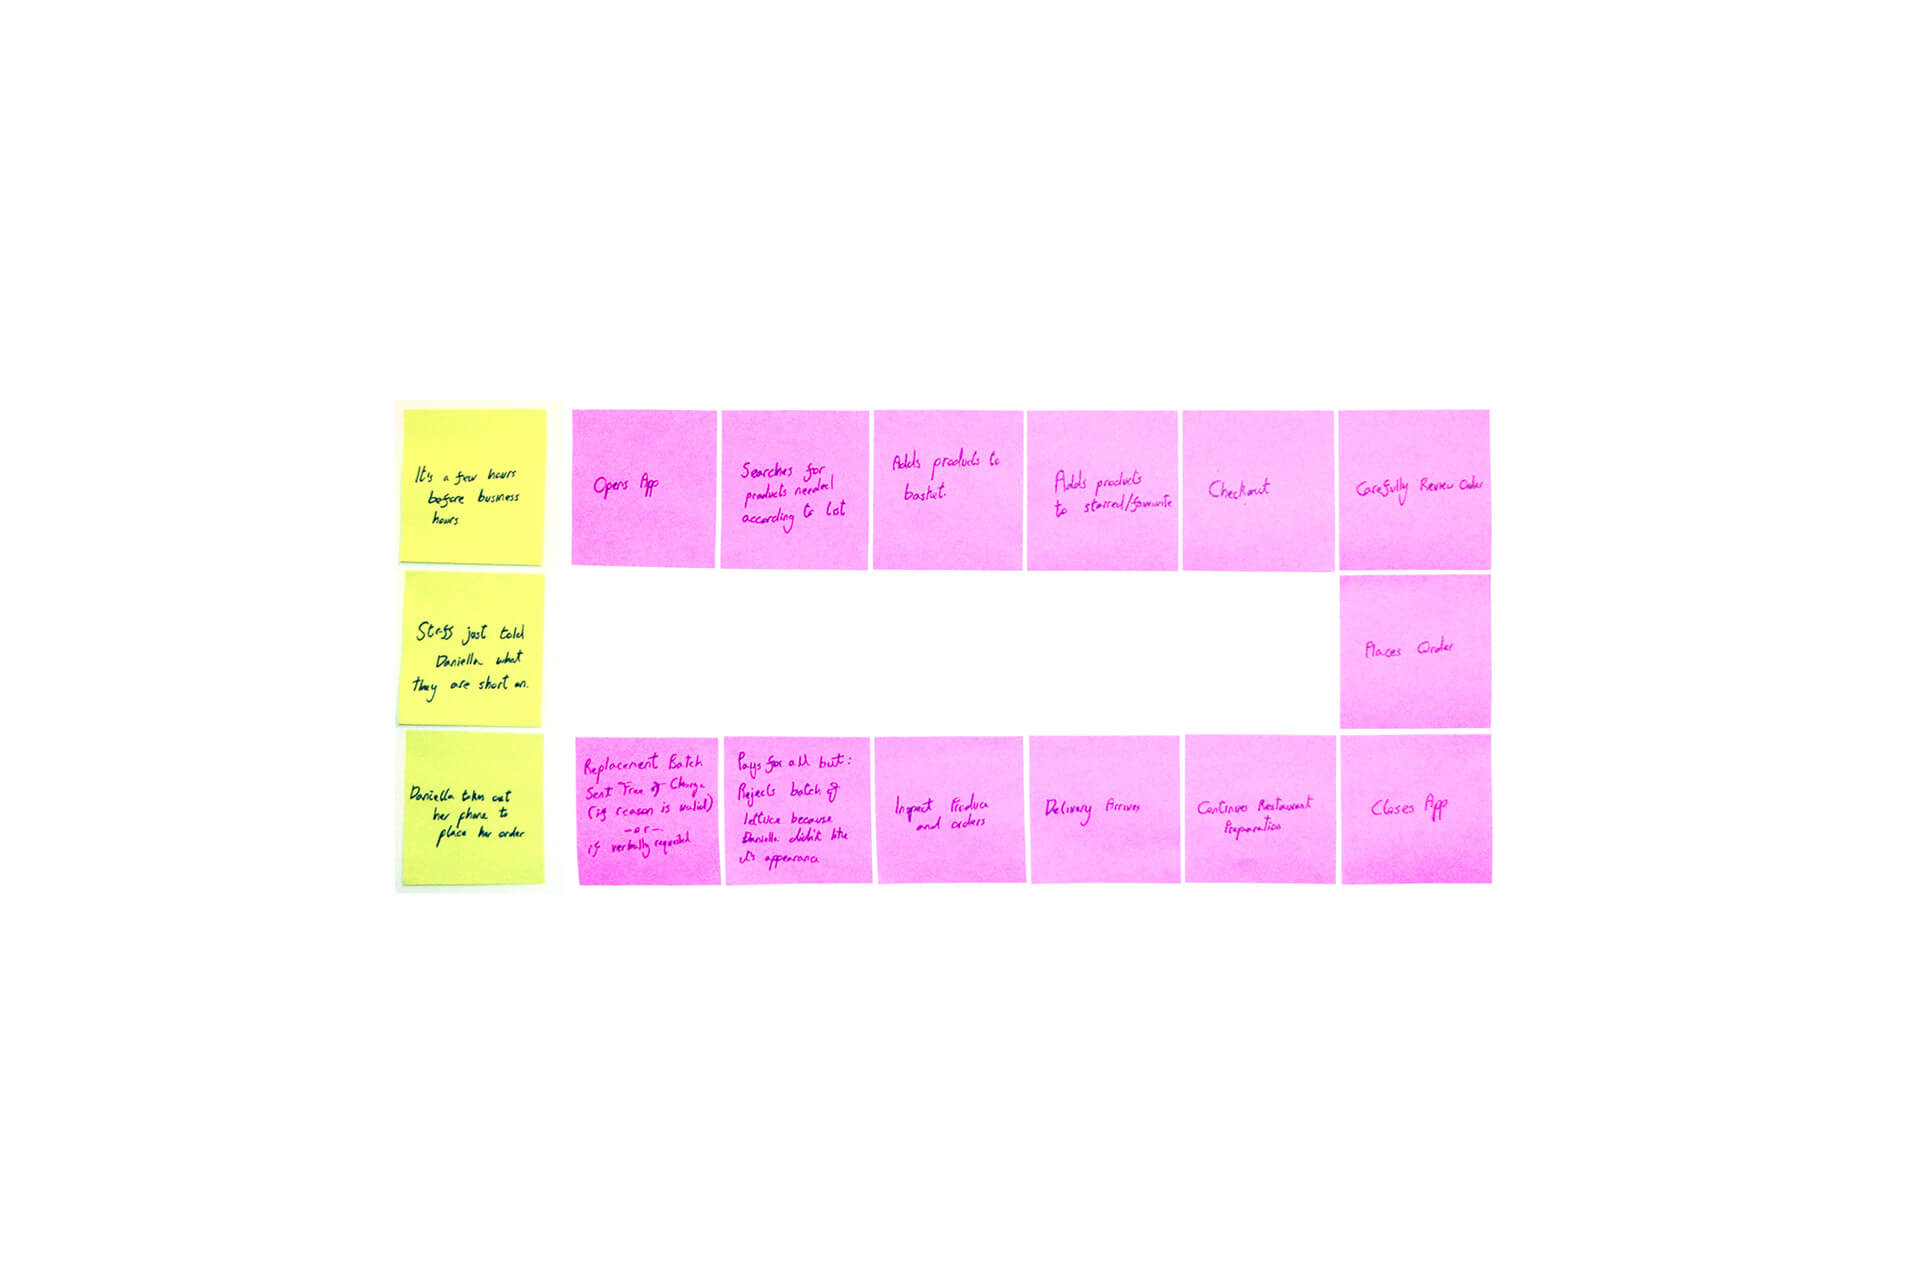 It's a few hours
before business
hours
Staff just told
Daniella what
they are short on.
Daniella takes out
her phone to
place her order
Opens App
Searches for
products needed
according to list
Adds products to
basket.
Adds products
to starred/favourite
Checkout
Carefully Review Order
Places Order
Closes App
Continues Restaurant
Preparation
Delivery Arrives
Inspect Produce
and orders
Pays for all but:
Rejects batch of
lettuce because
Daniella didn't like
it's appearance
Replacement Batch
Sent Free of Charge
(if reason is valid)
- or -
if verbally requested